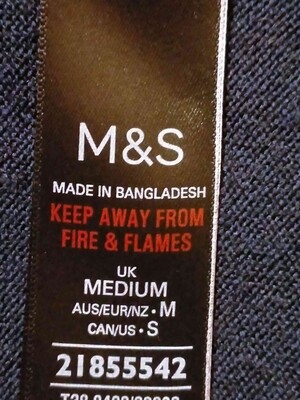 M&S
MADE IN BANGLADESH
KEEP AWAY FROM
FIRE & FLAMES
UK
MEDIUM
AUS/EUR/NZ • M
CAN/US • S
21855542